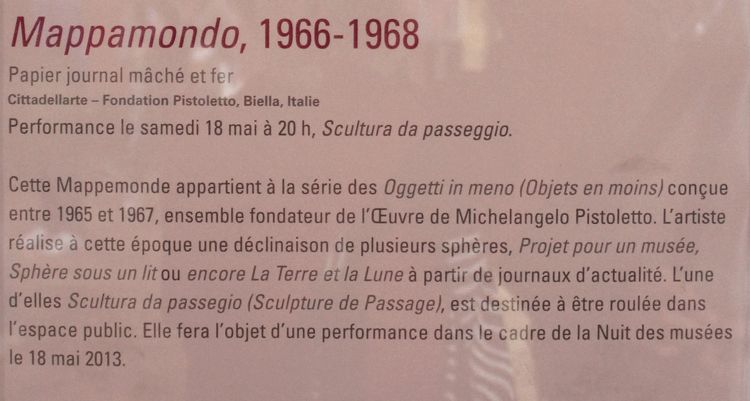 Mappamondo, 1966-1968
Papier journal mâché et fer
Cittadellarte – Fondation Pistoletto, Biella, Italie
Performance le samedi 18 mai à 20 h, Scultura da passeggio.
Cette Mappemonde appartient à la série des Oggetti in meno (Objets en moins) conçue
entre 1965 et 1967, ensemble fondateur de l’Œuvre de Michelangelo Pistoletto. L’artiste
réalise à cette époque une déclinaison de plusieurs sphères, Projet pour un musée,
Sphère sous un lit ou encore La Terre et la Lune à partir de journaux d’actualité. L’une
d’elles Scultura da passegio (Sculpture de Passage), est destinée à être roulée dans
l’espace public. Elle fera l’objet d’une performance dans le cadre de la Nuit des musées
le 18 mai 2013.